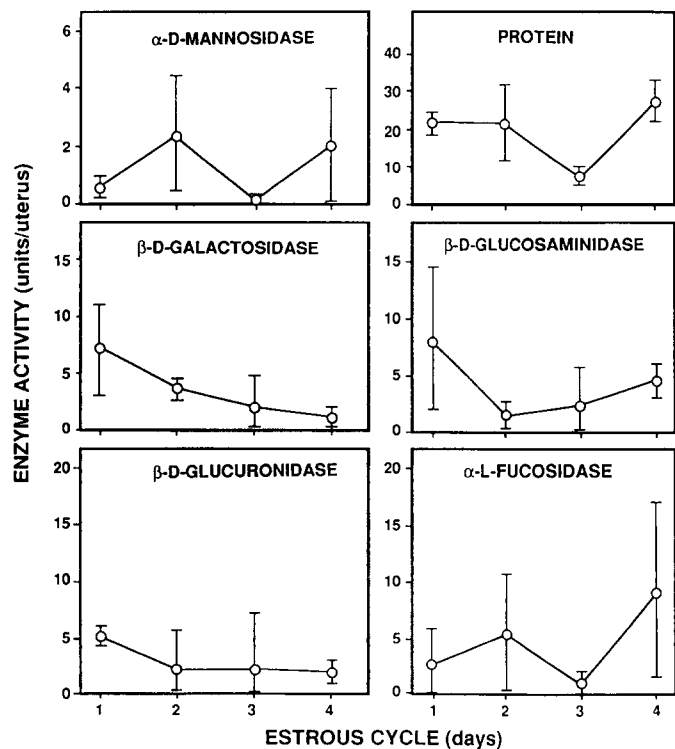 ENZYME ACTIVITY (units/uterus)
α-D-MANNOSIDASE
6
4
2
0
PROTEIN
40
30
20
10
0
β-D-GALACTOSIDASE
15
10
5
0
β-D-GLUCOSAMINIDASE
15
10
5
0
β-D-GLUCURONIDASE
20
15
10
5
0
1 2 3 4
α-L-FUCOSIDASE
20
15
10
5
0
1 2 3 4
ESTROUS CYCLE (days)